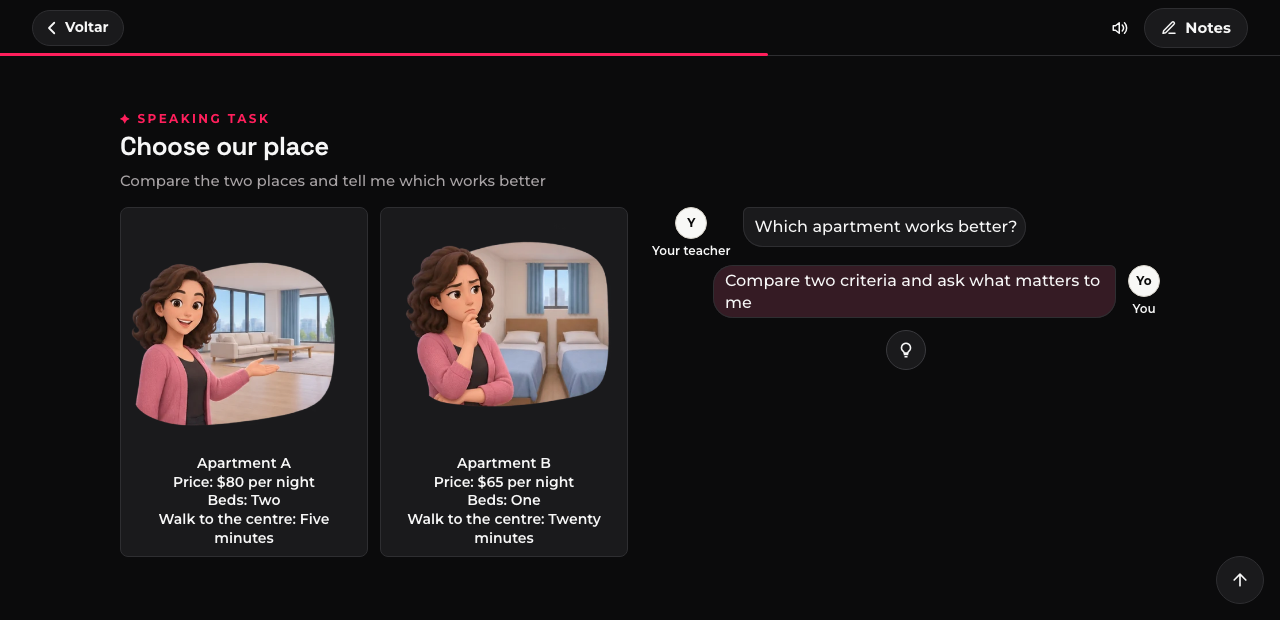 Voltar
Notes
SPEAKING TASK
Choose our place
Compare the two places and tell me which works better
Apartment A
Price: $80 per night
Beds: Two
Walk to the centre: Five
minutes
Apartment B
Price: $65 per night
Beds: One
Walk to the centre: Twenty
minutes
Y
Your teacher
Which apartment works better?
Compare two criteria and ask what matters to
me
Yo
You